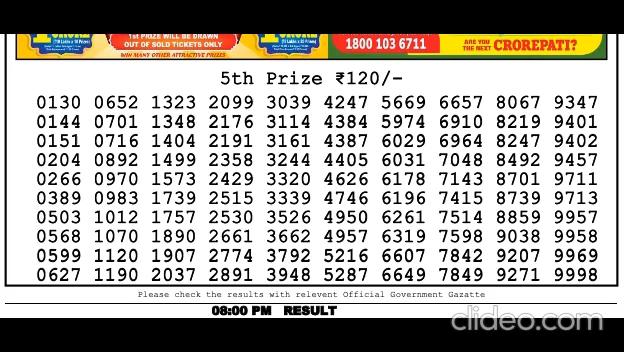 1st PRIZE WILL BE DRAWN
OUT OF SOLD TICKETS ONLY
WIN MANY OTHER ATTRACTIVE PRIZES
1800 103 6711
ARE YOU
THE NEXT CROREPATI?
5th Prize ₹120/-
0130 0652 1323 2099 3039 4247 5669 6657 8067 9347
0144 0701 1348 2176 3114 4384 5974 6910 8219 9401
0151 0716 1404 2191 3161 4387 6029 6964 8247 9402
0204 0892 1499 2358 3244 4405 6031 7048 8492 9457
0266 0970 1573 2429 3320 4626 6178 7143 8701 9711
0389 0983 1739 2515 3339 4746 6196 7415 8739 9713
0503 1012 1757 2530 3526 4950 6261 7514 8859 9957
0568 1070 1890 2661 3662 4957 6319 7598 9038 9958
0599 1120 1907 2774 3792 5216 6607 7842 9207 9969
0627 1190 2037 2891 3948 5287 6649 7849 9271 9998
Please check the results with relevent Official Government Gazatte
08:00 PM RESULT
clideo.com